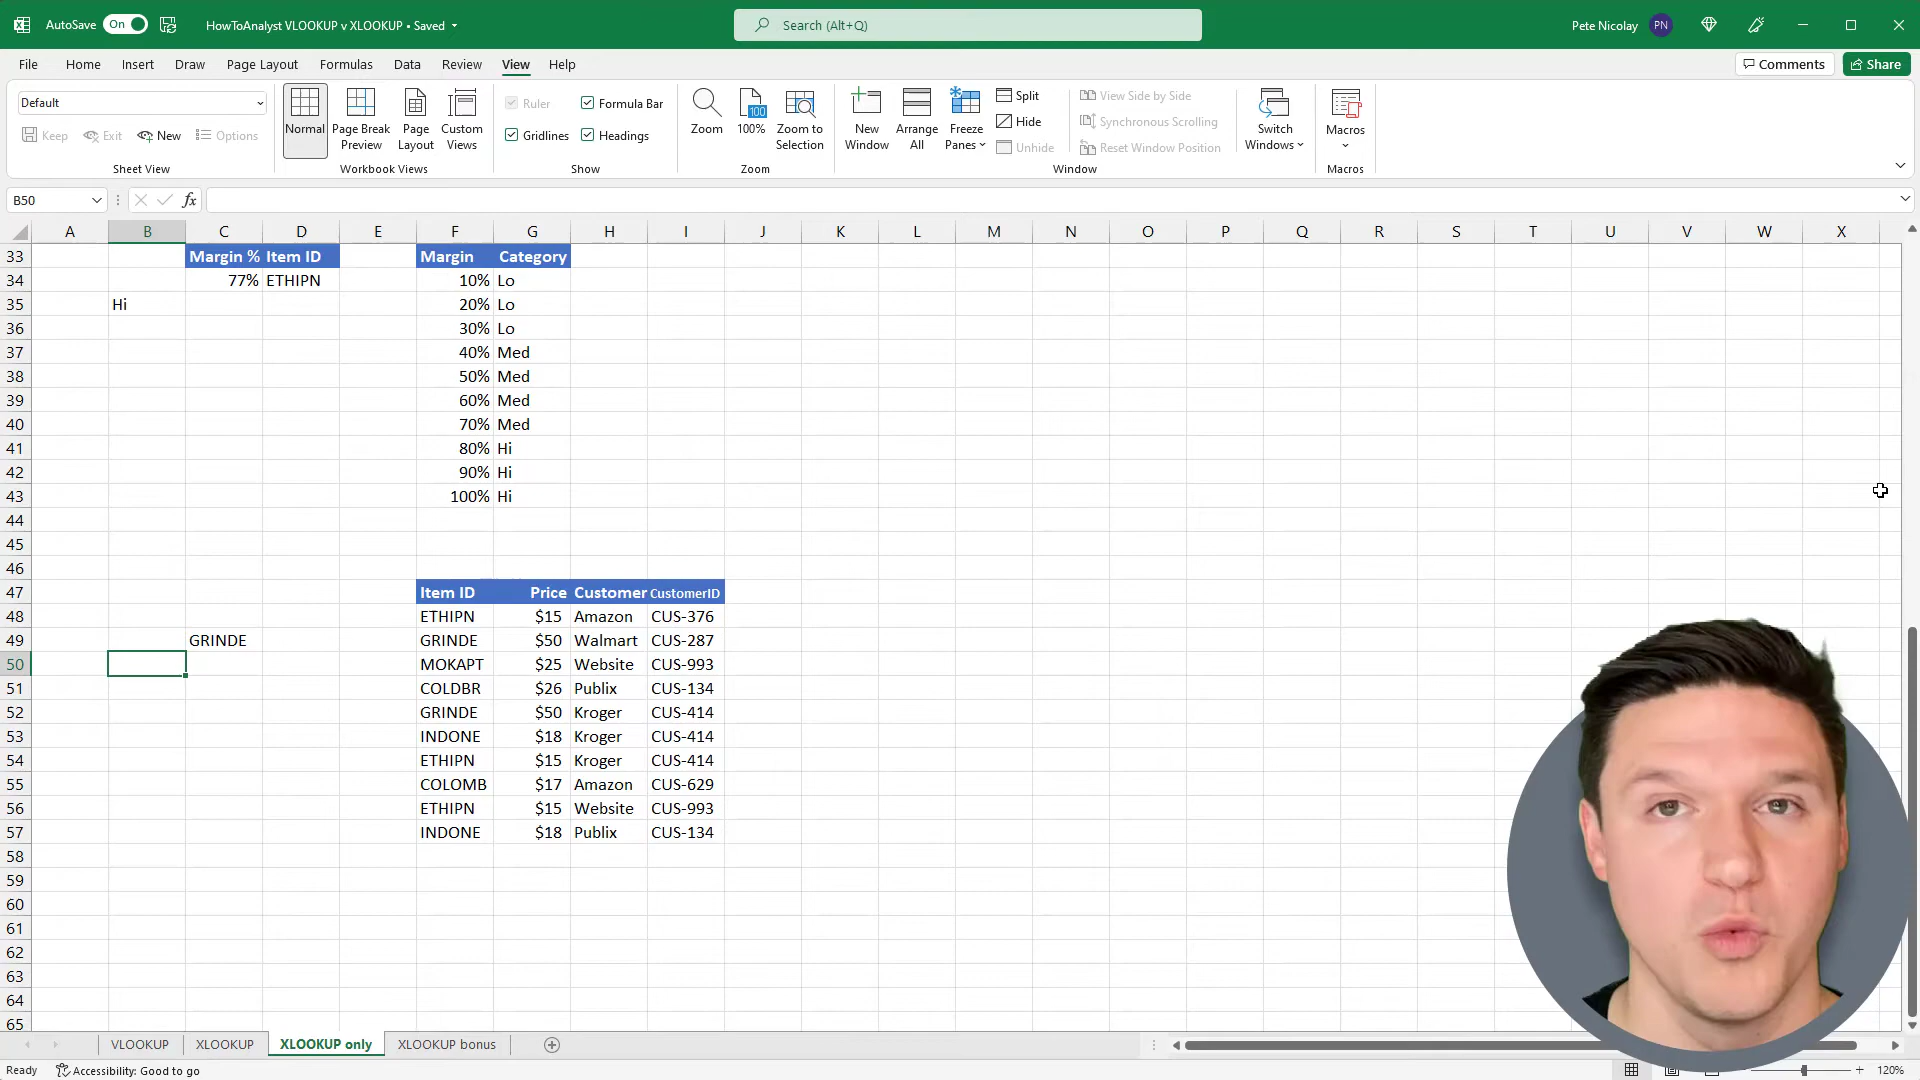 AutoSave On HowToAnalyst VLOOKUP v XLOOKUP • Saved Search (Alt+Q) Pete Nicolay PN
File Home Insert Draw Page Layout Formulas Data Review View Help Comments Share
Default
Keep Exit New Options
Sheet View
Normal
Page Break Preview
Page Layout
Custom Views
Workbook Views
Ruler Formula Bar
Gridlines Headings
Show
Zoom
100 100%
Zoom to Selection
Zoom
New Window
Arrange All
Freeze Panes
Split
Hide
Unhide
View Side by Side
Synchronous Scrolling
Reset Window Position
Switch Windows
Window
Macros
Macros
B50 fx
A B C D E F G H I J K L M N O P Q R S T U V W X
33 Margin % Item ID Margin Category
34 77% ETHIPN 10% Lo
35 Hi 20% Lo
36 30% Lo
37 40% Med
38 50% Med
39 60% Med
40 70% Med
41 80% Hi
42 90% Hi
43 100% Hi
44
45
46
47 Item ID Price Customer CustomerID
48 ETHIPN $15 Amazon CUS-376
49 GRINDE GRINDE $50 Walmart CUS-287
50 MOKAPT $25 Website CUS-993
51 COLDBR $26 Publix CUS-134
52 GRINDE $50 Kroger CUS-414
53 INDONE $18 Kroger CUS-414
54 ETHIPN $15 Kroger CUS-414
55 COLOMB $17 Amazon CUS-629
56 ETHIPN $15 Website CUS-993
57 INDONE $18 Publix CUS-134
58
59
60
61
62
63
64
65
VLOOKUP XLOOKUP XLOOKUP only XLOOKUP bonus
Ready Accessibility: Good to go 120%